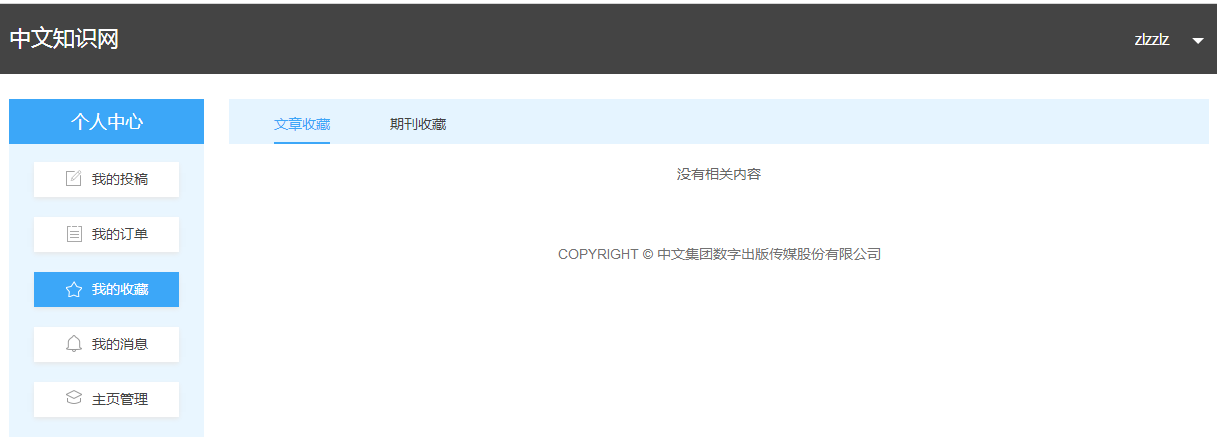 中文知识网
zlzzlz
个人中心
我的投稿
我的订单
我的收藏
我的消息
主页管理
文章收藏 期刊收藏
没有相关内容
COPYRIGHT © 中文集团数字出版传媒股份有限公司